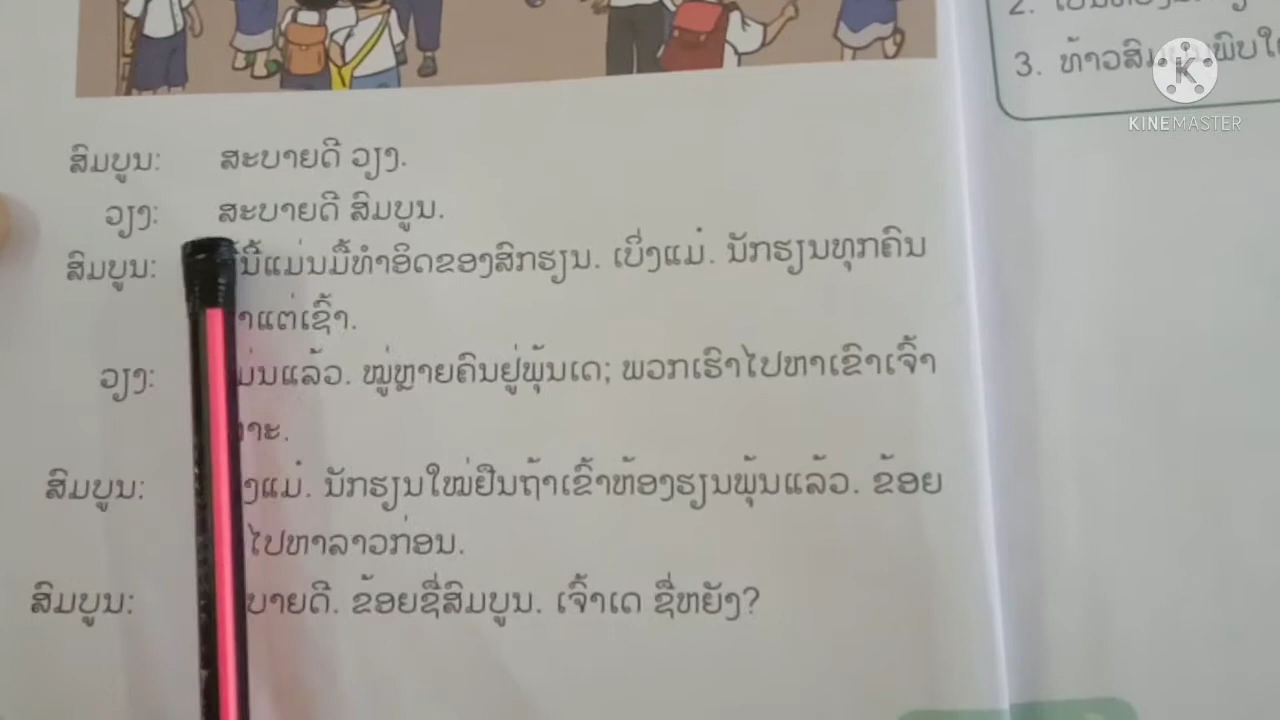 3. ທ້າວສົມ
KINEMASTER
ສົມບູນ: ສະບາຍດີ ວຽງ.
ວຽງ: ສະບາຍດີ ສົມບູນ.
ສົມບູນ: ນີ້ແມ່ນມື້ທຳອິດຂອງສົກຮຽນ. ເບິ່ງແມ໋. ນັກຮຽນທຸກຄົນ
າແຕ່ເຊົ້າ.
ວຽງ: ມ່ນແລ້ວ. ໝູ່ຫຼາຍຄົນຢູ່ພຸ້ນເດ; ພວກເຮົາໄປຫາເຂົາເຈົ້າ
າະ.
ສົມບູນ: ງແມ໋. ນັກຮຽນໃໝ່ຢືນຖ້າເຂົ້າຫ້ອງຮຽນພຸ້ນແລ້ວ. ຂ້ອຍ
ໄປຫາລາວກ່ອນ.
ສົມບູນ: ບາຍດີ. ຂ້ອຍຊື່ສົມບູນ. ເຈົ້າເດ ຊື່ຫຍັງ?